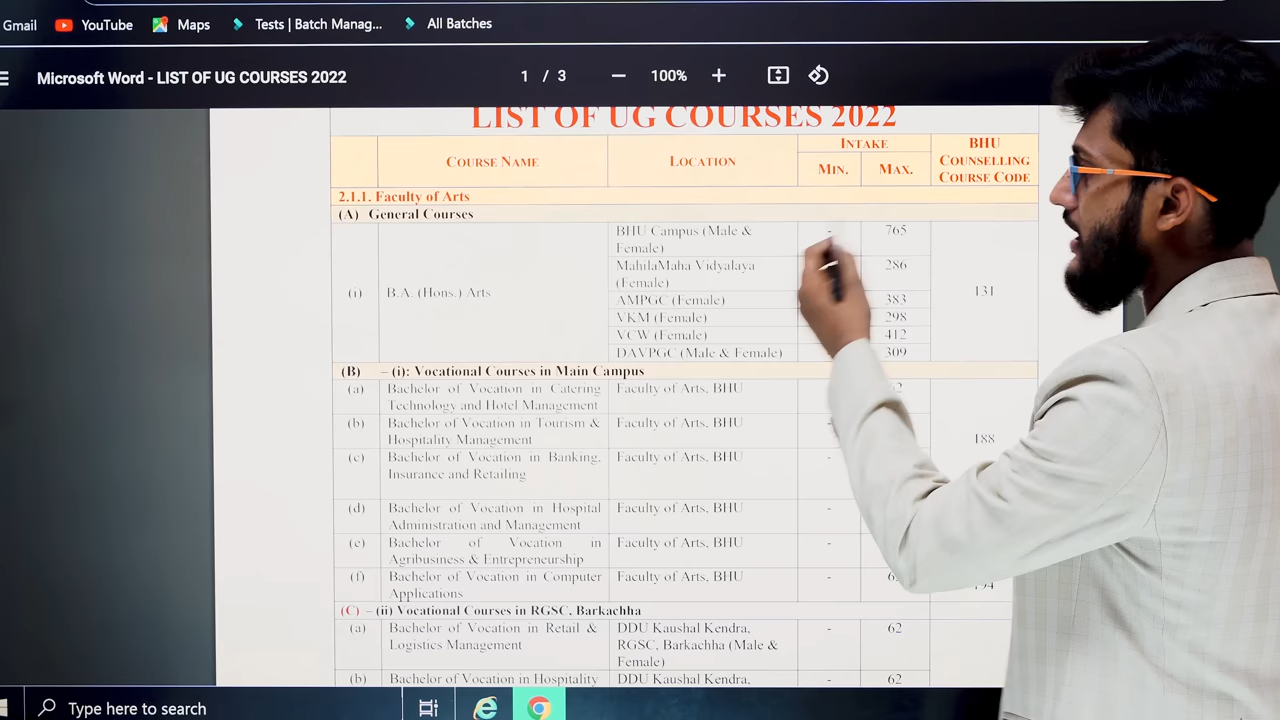 Gmail YouTube Maps Tests | Batch Manag... All Batches
Microsoft Word - LIST OF UG COURSES 2022 1 / 3 100%
LIST OF UG COURSES 2022
COURSE NAME LOCATION INTAKE MIN. MAX. BHU COUNSELLING COURSE CODE
2.1.1. Faculty of Arts
(A) General Courses
(i) B.A. (Hons.) Arts 131
BHU Campus (Male & - 765
Female)
MahilaMaha Vidyalaya 286
(Female)
AMPGC (Female) 383
VKM (Female) 298
VCW (Female) 412
DAVPGC (Male & Female) 309
(B) – (i): Vocational Courses in Main Campus
(a) Bachelor of Vocation in Catering Faculty of Arts, BHU
Technology and Hotel Management
(b) Bachelor of Vocation in Tourism & Faculty of Arts, BHU
Hospitality Management 188
(c) Bachelor of Vocation in Banking, Faculty of Arts, BHU -
Insurance and Retailing
(d) Bachelor of Vocation in Hospital Faculty of Arts, BHU -
Administration and Management
(e) Bachelor of Vocation in Faculty of Arts, BHU -
Agribusiness & Entrepreneurship
(f) Bachelor of Vocation in Computer Faculty of Arts, BHU -
Applications
(C) – (ii) Vocational Courses in RGSC, Barkachha
(a) Bachelor of Vocation in Retail & DDU Kaushal Kendra, - 62
Logistics Management RGSC, Barkachha (Male &
Female)
(b) Bachelor of Vocation in Hospitality DDU Kaushal Kendra, - 62
Type here to search